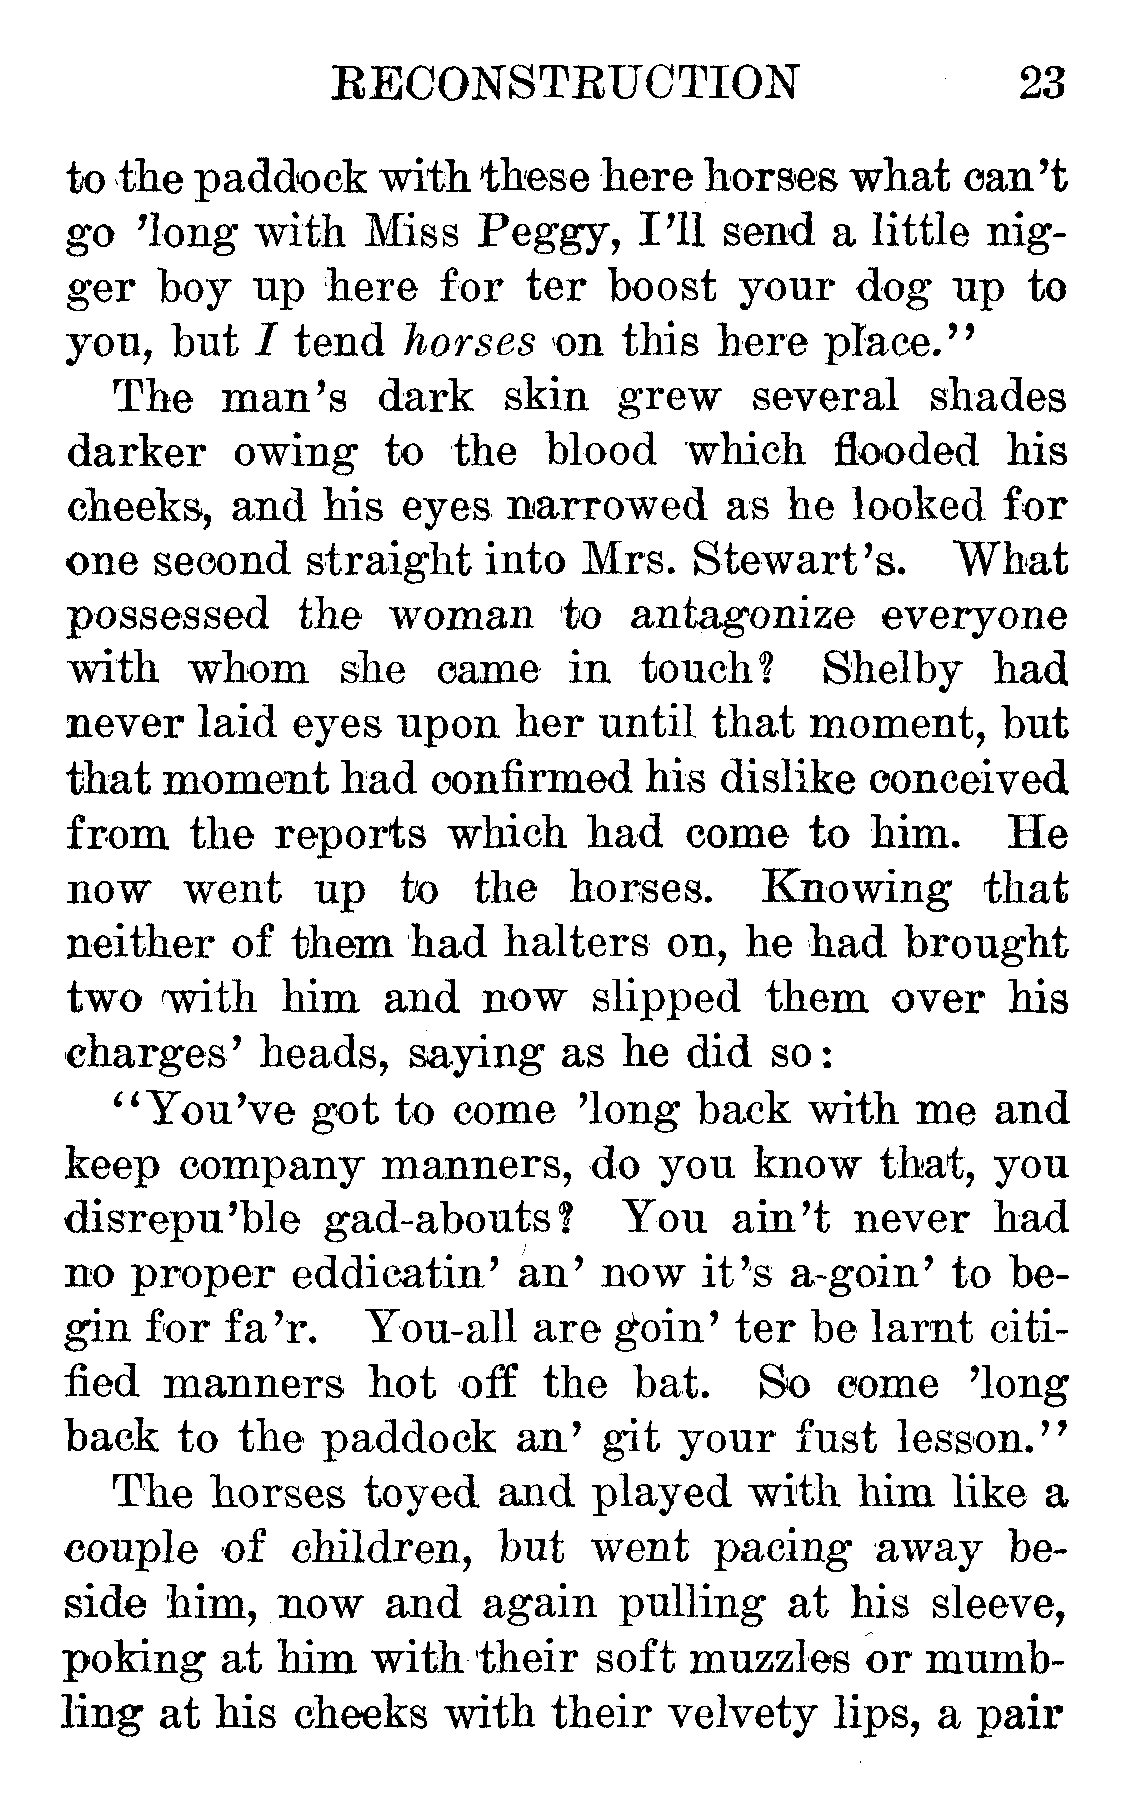 RECONSTRUCTION 23
to the paddock with these here horses what can't
go 'long with Miss Peggy, I'll send a little nig-
ger boy up here for ter boost your dog up to
you, but I tend horses on this here place.''
The man's dark skin grew several shades
darker owing to the blood which flooded his
cheeks, and his eyes narrowed as he looked for
one second straight into Mrs. Stewart's. What
possessed the woman to antagonize everyone
with whom she came in touch? Shelby had
never laid eyes upon her until that moment, but
that moment had confirmed his dislike conceived
from the reports which had come to him. He
now went up to the horses. Knowing that
neither of them had halters on, he had brought
two with him and now slipped them over his
charges' heads, saying as he did so:
"You've got to come 'long back with me and
keep company manners, do you know that, you
disrepu'ble gad-abouts? You ain't never had
no proper eddicatin' an' now it's a-goin' to be-
gin for fa'r. You-all are goin' ter be larnt citi-
fied manners hot off the bat. So come 'long
back to the paddock an' git your fust lesson."
The horses toyed and played with him like a
couple of children, but went pacing away be-
side him, now and again pulling at his sleeve,
poking at him with their soft muzzles or mumb-
ling at his cheeks with their velvety lips, a pair